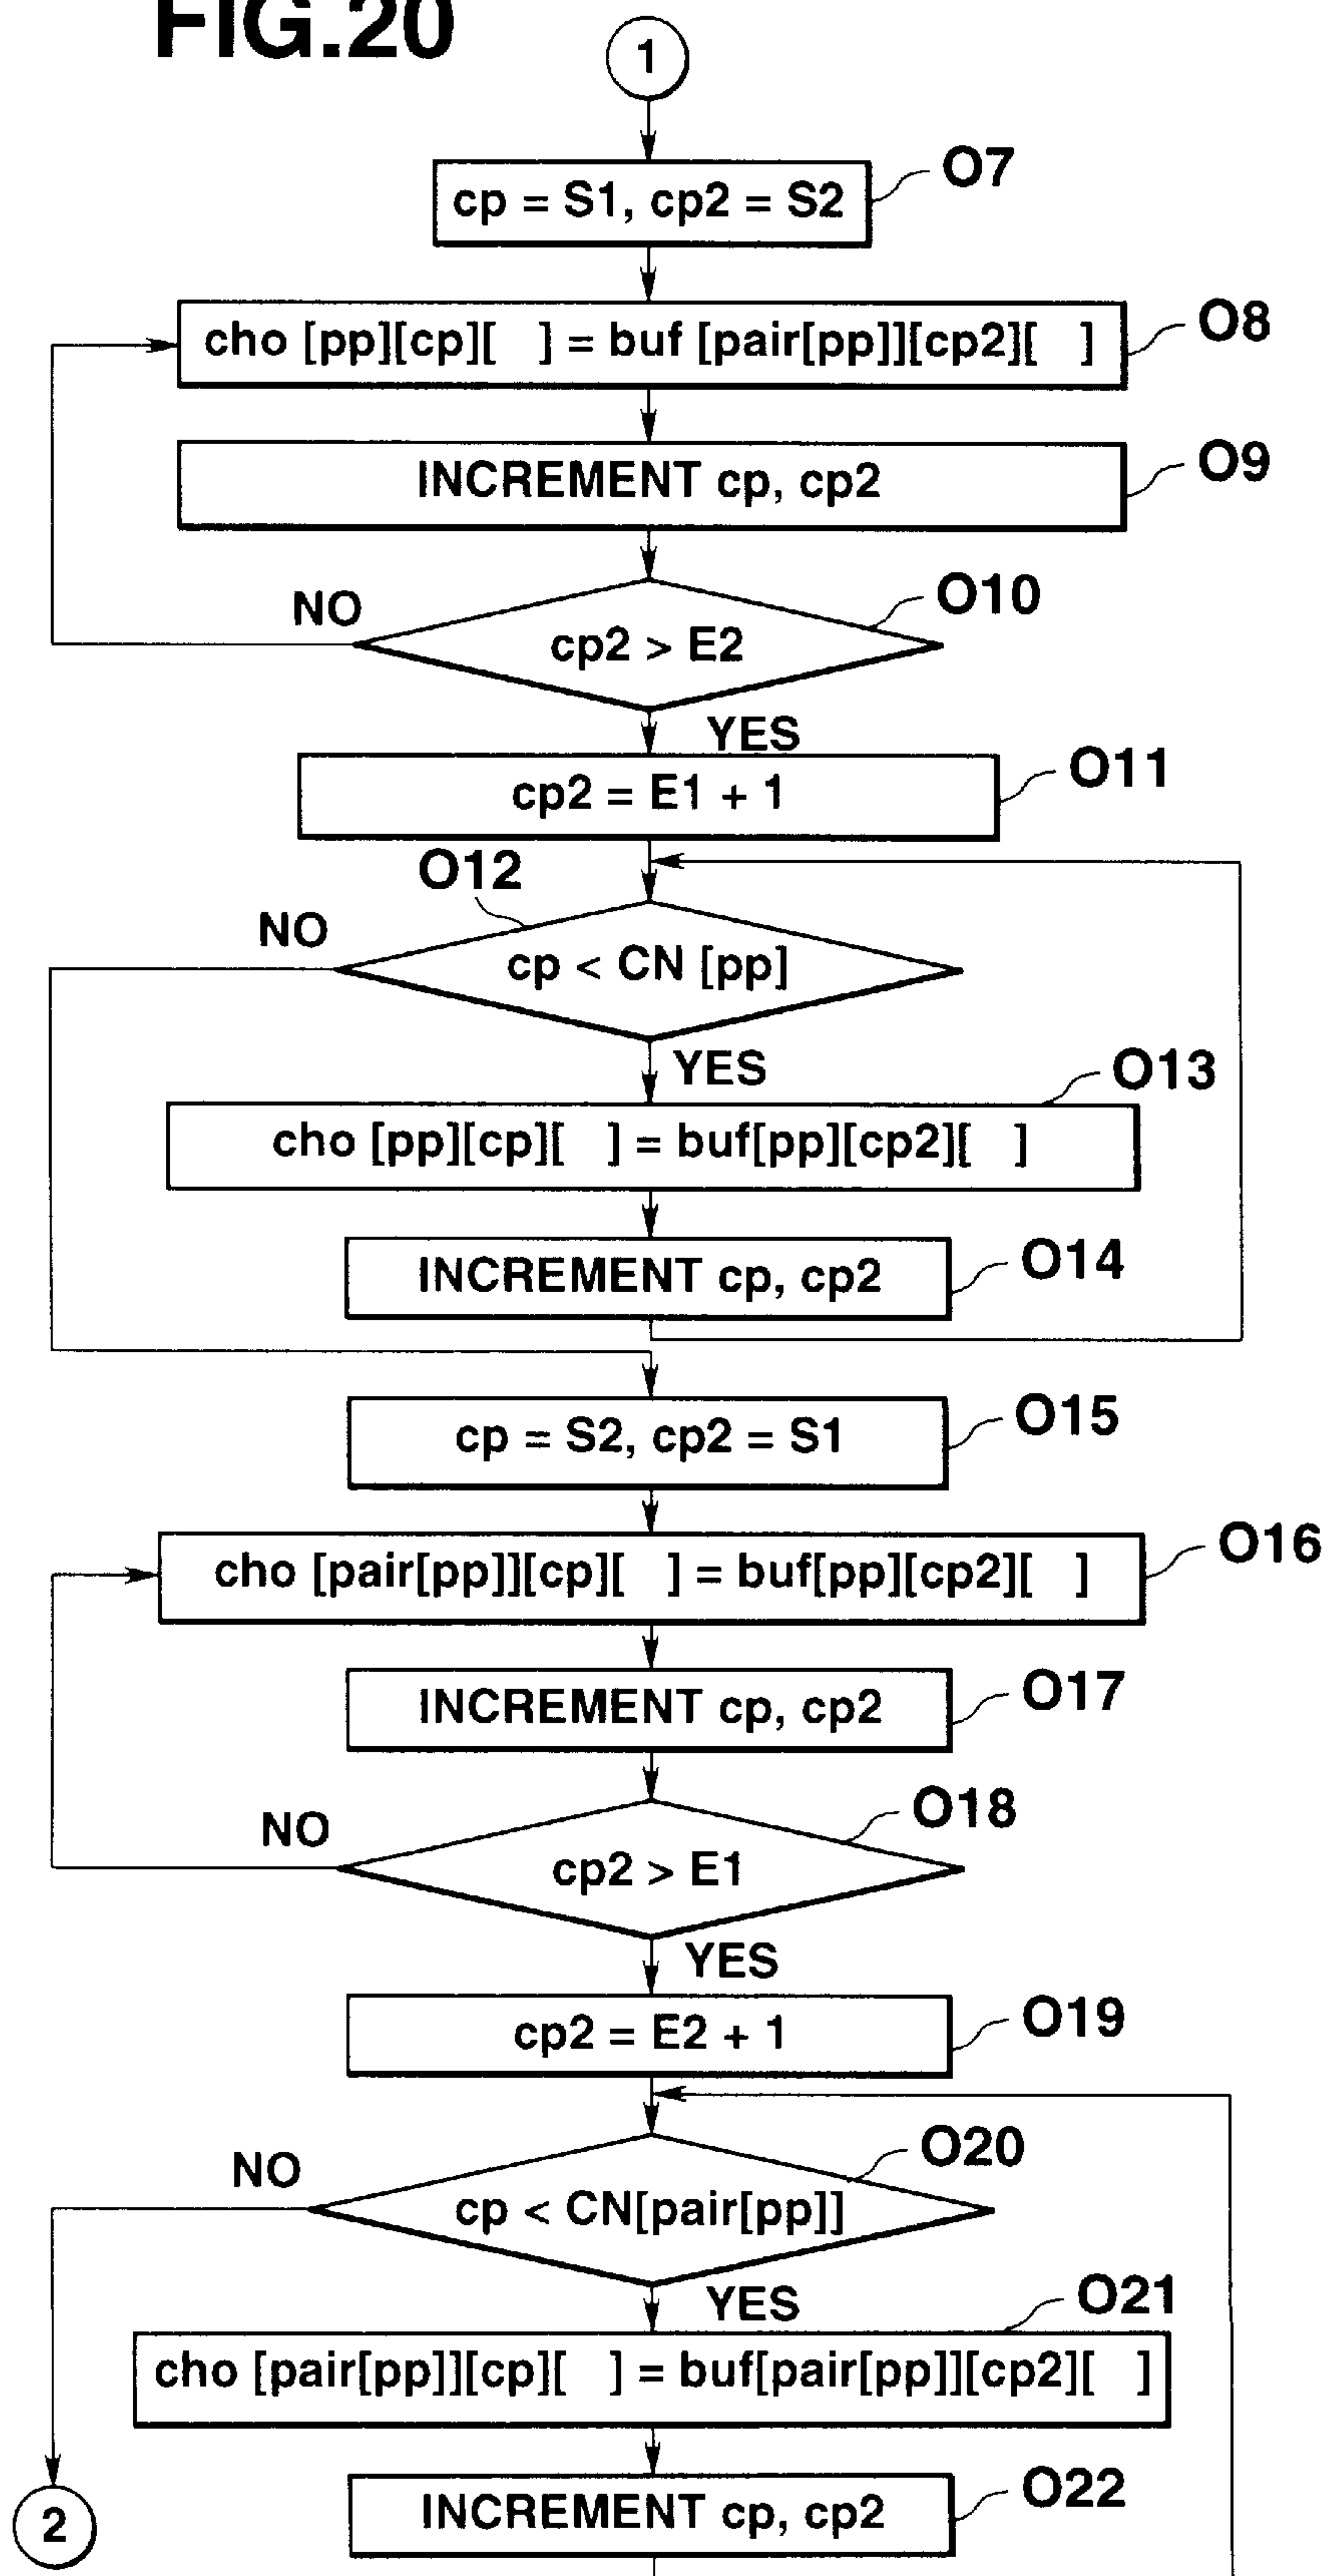 FIG.20
1
cp = S1, cp2 = S2
O7
cho [pp][cp][ ] = buf [pair[pp]][cp2][ ]
O8
INCREMENT cp, cp2
O9
NO
cp2 > E2
O10
YES
cp2 = E1 + 1
O11
O12
NO
cp < CN [pp]
YES
O13
cho [pp][cp][ ] = buf[pp][cp2][ ]
INCREMENT cp, cp2
O14
cp = S2, cp2 = S1
O15
cho [pair[pp]][cp][ ] = buf[pp][cp2][ ]
O16
INCREMENT cp, cp2
O17
NO
cp2 > E1
O18
YES
cp2 = E2 + 1
O19
NO
cp < CN[pair[pp]]
O20
YES
O21
cho [pair[pp]][cp][ ] = buf[pair[pp]][cp2][ ]
INCREMENT cp, cp2
O22
2